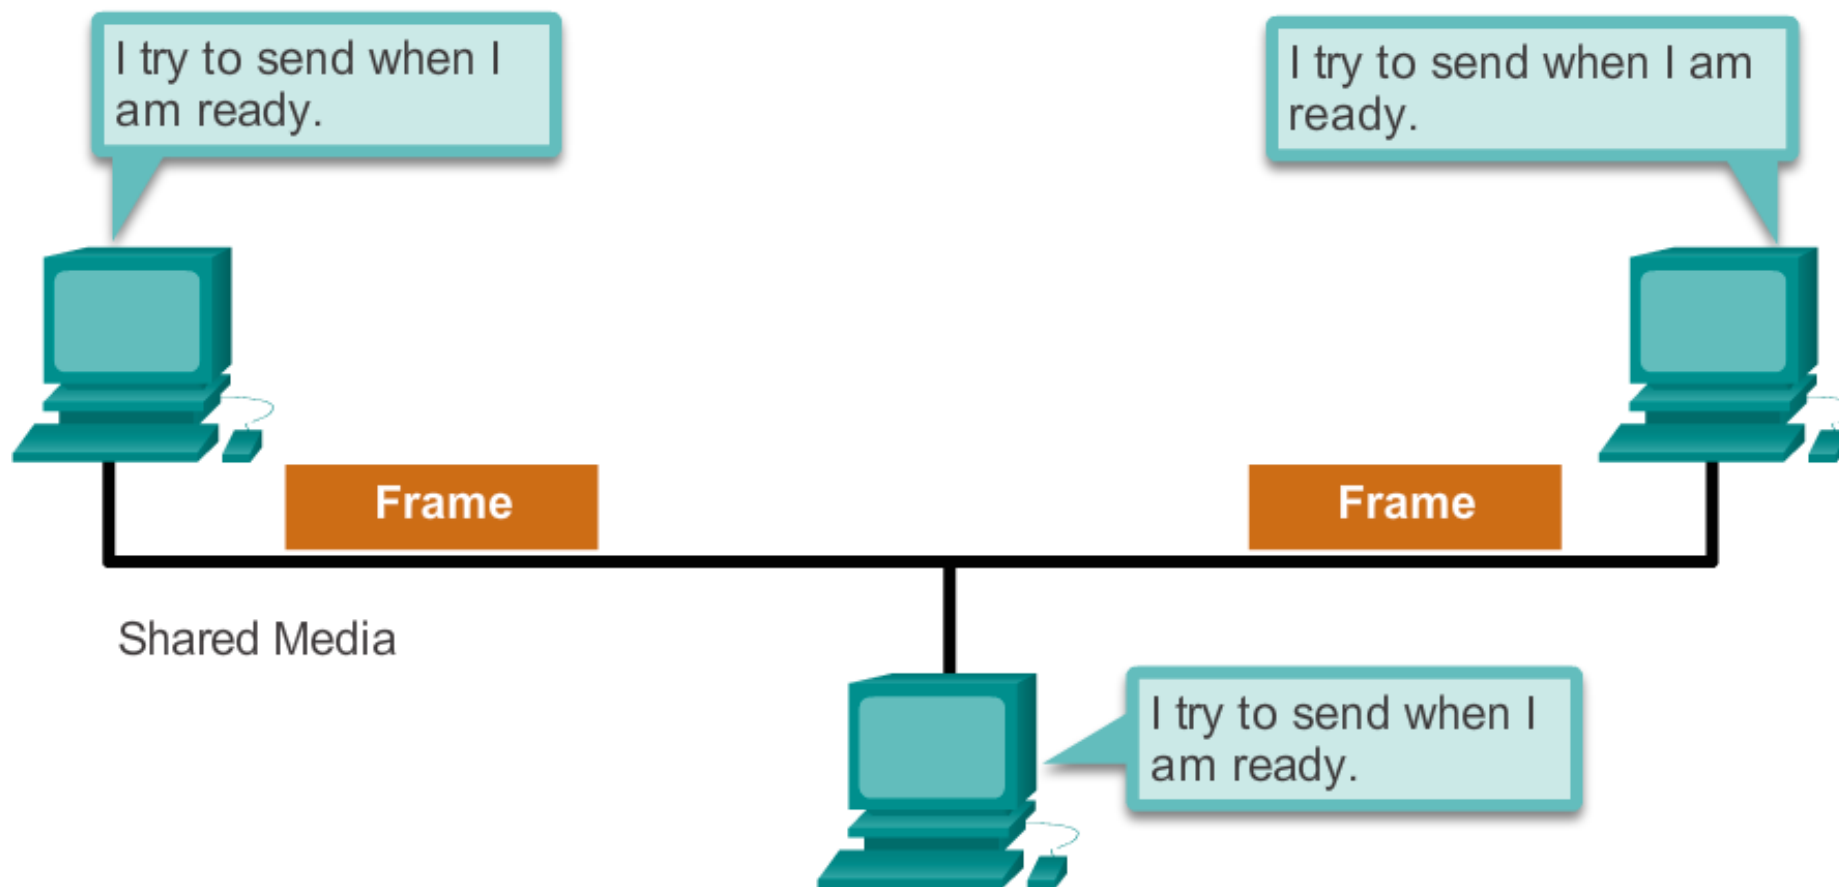 I try to send when I
am ready.
I try to send when I am
ready.
Frame
Frame
Shared Media
I try to send when I
am ready.